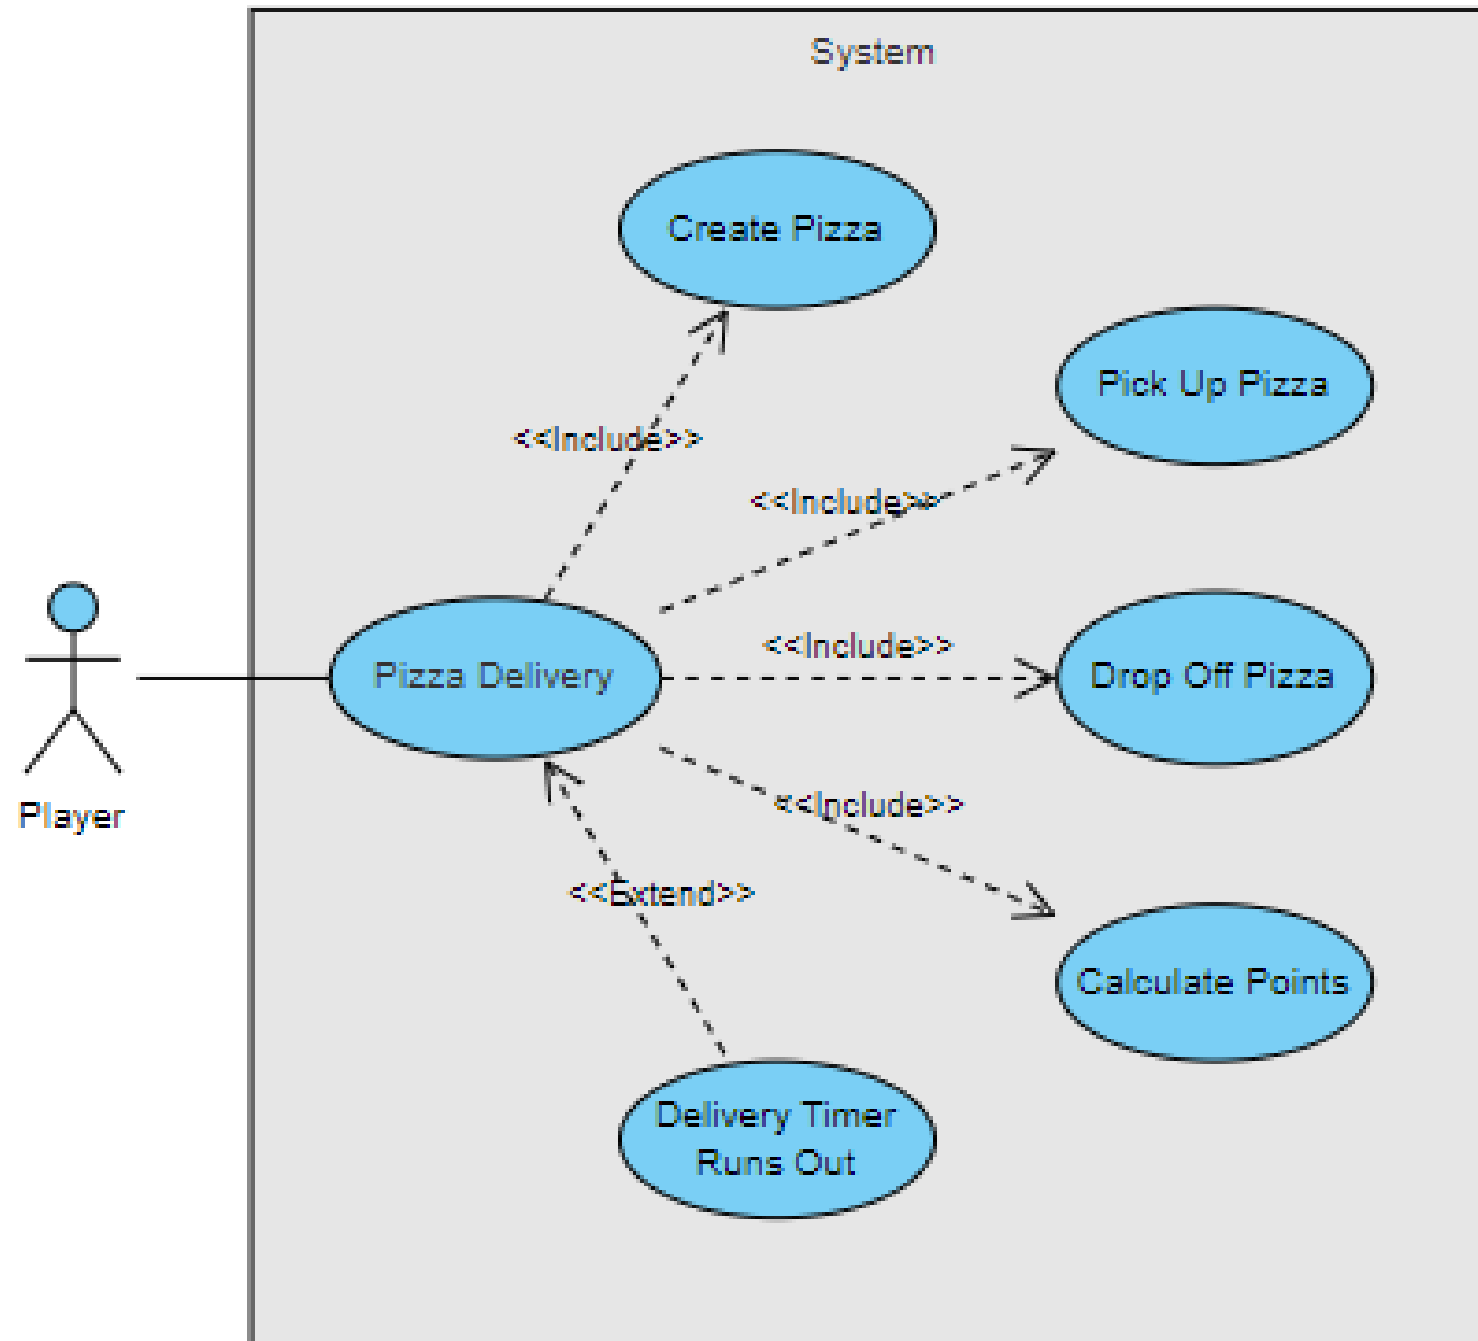 System
Create Pizza
Pick Up Pizza
<<Include>>
<<Include>>
<<Include>>
Pizza Delivery
Drop Off Pizza
Player
<<Include>>
<<Extend>>
Calculate Points
Delivery Timer
Runs Out